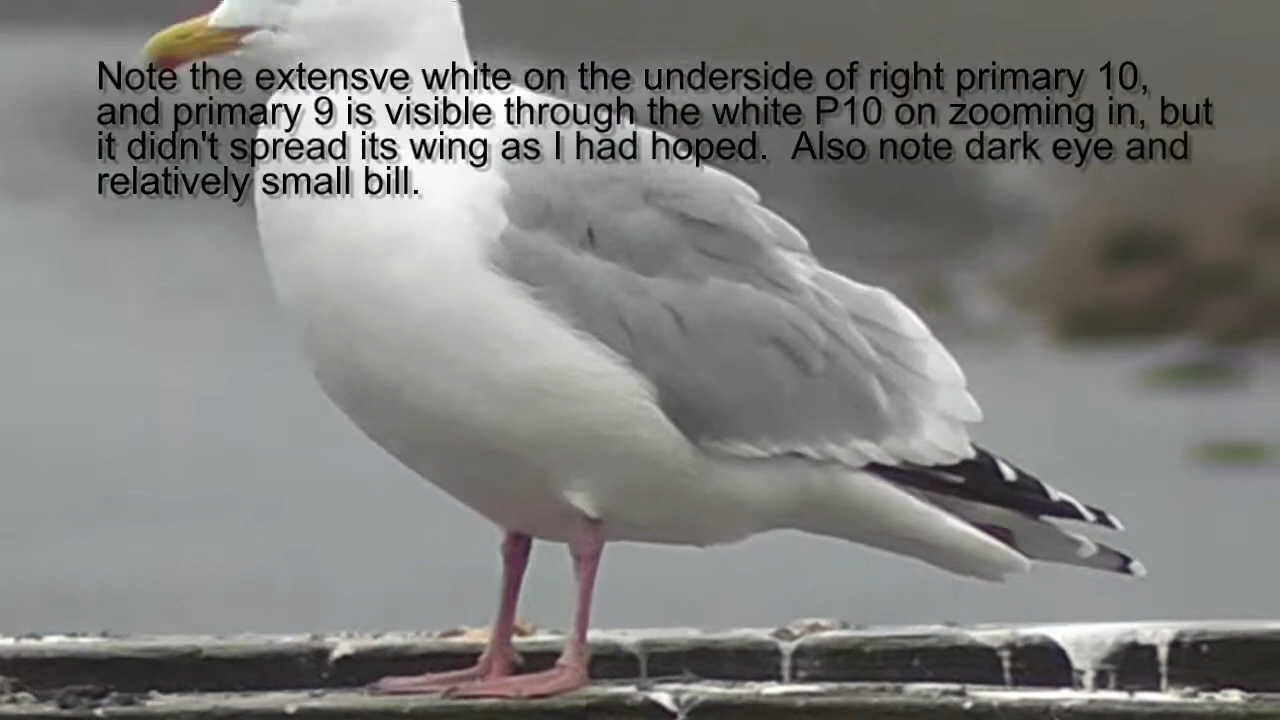 Note the extensve white on the underside of right primary 10,
and primary 9 is visible through the white P10 on zooming in, but
it didn't spread its wing as I had hoped.  Also note dark eye and
relatively small bill.